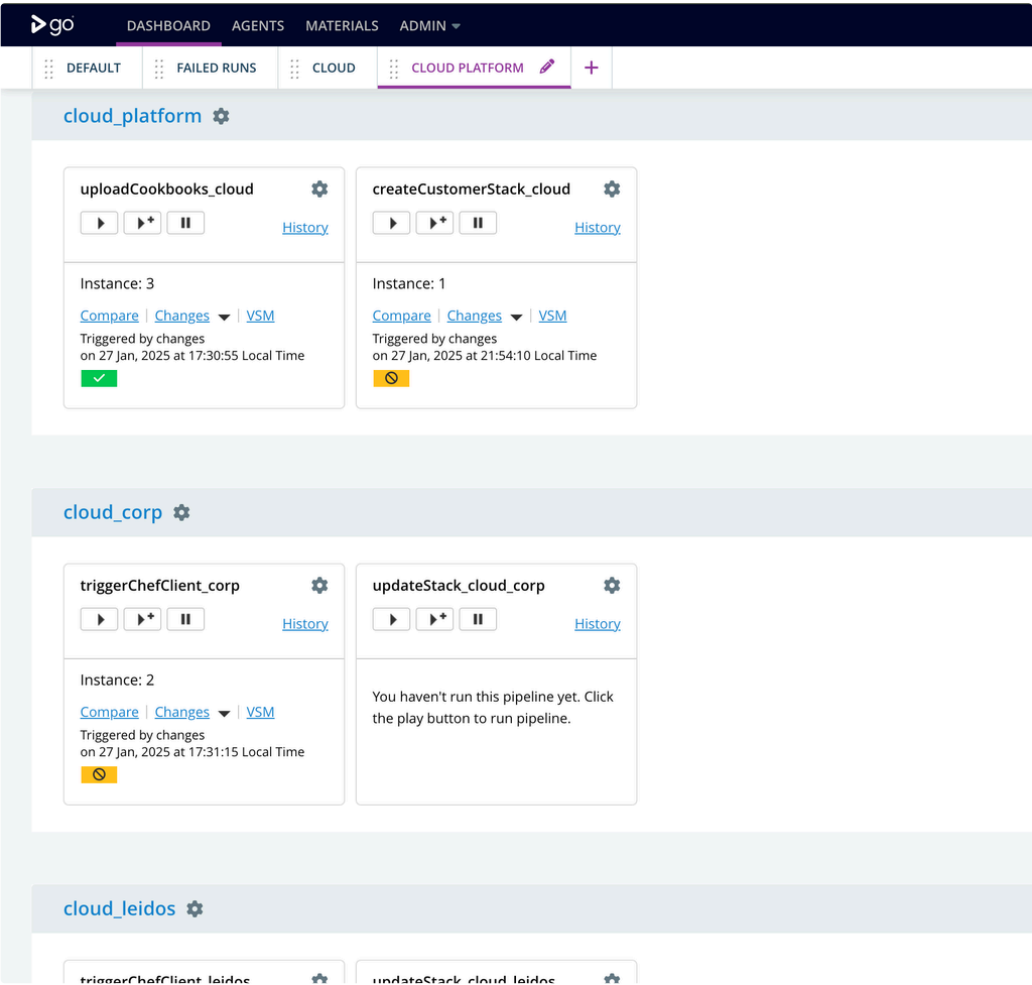 go
DASHBOARD AGENTS MATERIALS ADMIN
DEFAULT FAILED RUNS CLOUD CLOUD PLATFORM +
cloud_platform
uploadCookbooks_cloud
History
Instance: 3
Compare Changes VSM
Triggered by changes
on 27 Jan, 2025 at 17:30:55 Local Time
createCustomerStack_cloud
History
Instance: 1
Compare Changes VSM
Triggered by changes
on 27 Jan, 2025 at 21:54:10 Local Time
cloud_corp
triggerChefClient_corp
History
Instance: 2
Compare Changes VSM
Triggered by changes
on 27 Jan, 2025 at 17:31:15 Local Time
updateStack_cloud_corp
History
You haven't run this pipeline yet. Click
the play button to run pipeline.
cloud_leidos
triggerChefClient_leidos
updateStack_cloud_leidos